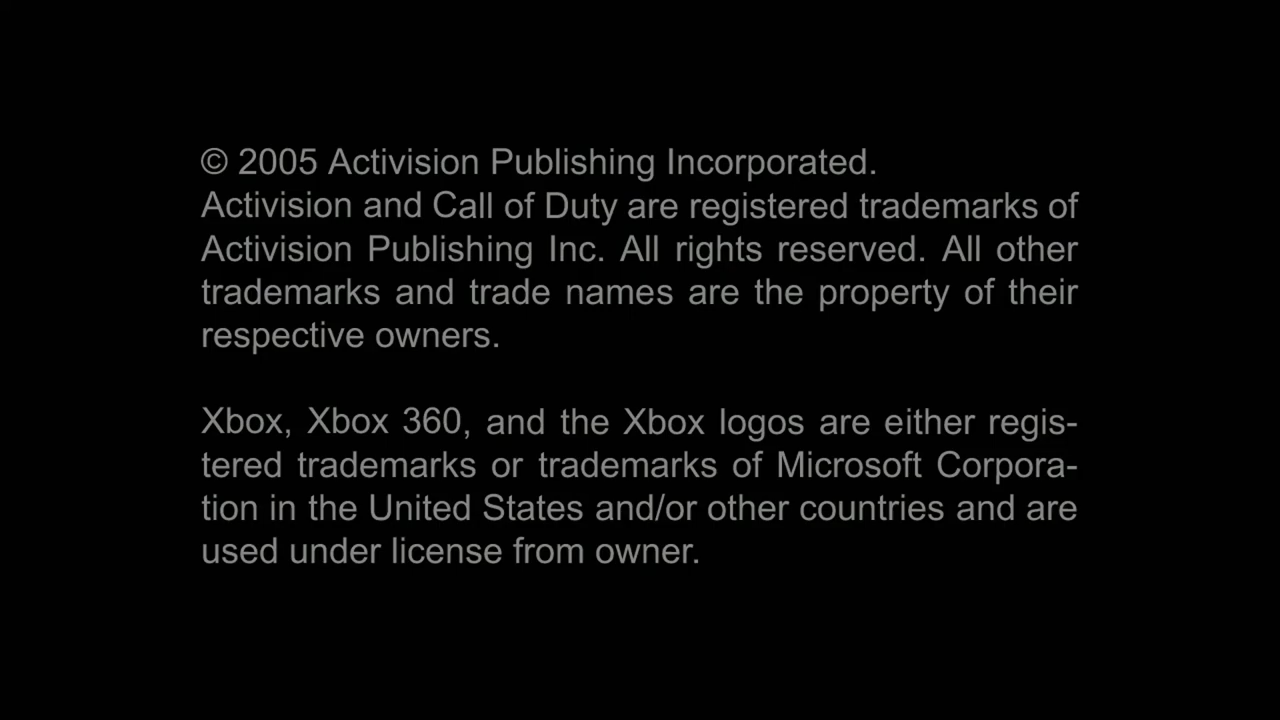 © 2005 Activision Publishing Incorporated.
Activision and Call of Duty are registered trademarks of
Activision Publishing Inc. All rights reserved. All other
trademarks and trade names are the property of their
respective owners.
Xbox, Xbox 360, and the Xbox logos are either regis-
tered trademarks or trademarks of Microsoft Corpora-
tion in the United States and/or other countries and are
used under license from owner.